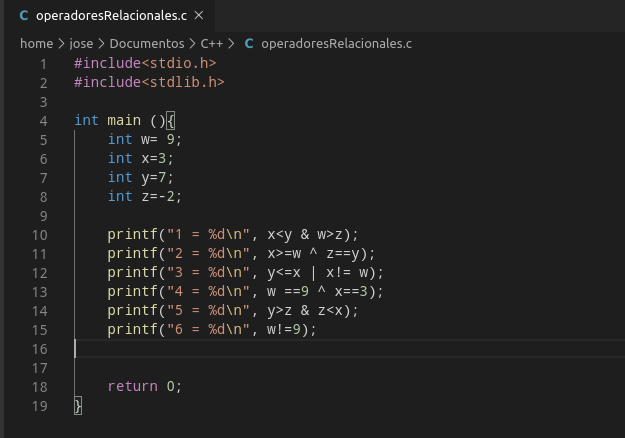 C operadoresRelacionales.c ×
home > jose > Documentos > C++ > C operadoresRelacionales.c
1 #include<stdio.h>
2 #include<stdlib.h>
3
4 int main (){
5     int w= 9;
6     int x=3;
7     int y=7;
8     int z=-2;
9
10     printf("1 = %d\n", x<y & w>z);
11     printf("2 = %d\n", x>=w ^ z==y);
12     printf("3 = %d\n", y<=x | x!= w);
13     printf("4 = %d\n", w ==9 ^ x==3);
14     printf("5 = %d\n", y>z & z<x);
15     printf("6 = %d\n", w!=9);
16
17
18     return 0;
19 }